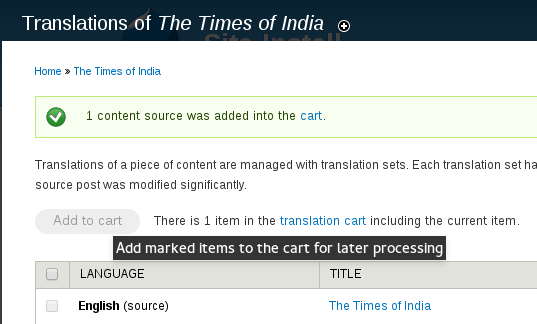 Translations of The Times of India
Site Install
Home » The Times of India
1 content source was added into the cart.
Translations of a piece of content are managed with translation sets. Each translation set ha
source post was modified significantly.
Add to cart There is 1 item in the translation cart including the current item.
Add marked items to the cart for later processing
LANGUAGE TITLE
English (source) The Times of India